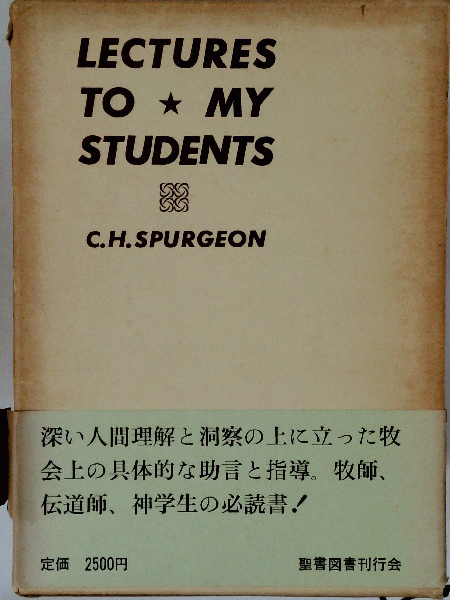 LECTURES
TO ★ MY
STUDENTS
C.H.SPURGEON
深い人間理解と洞察の上に立った牧
会上の具体的な助言と指導。牧師、
伝道師、神学生の必読書!
定価 2500円 聖書図書刊行会